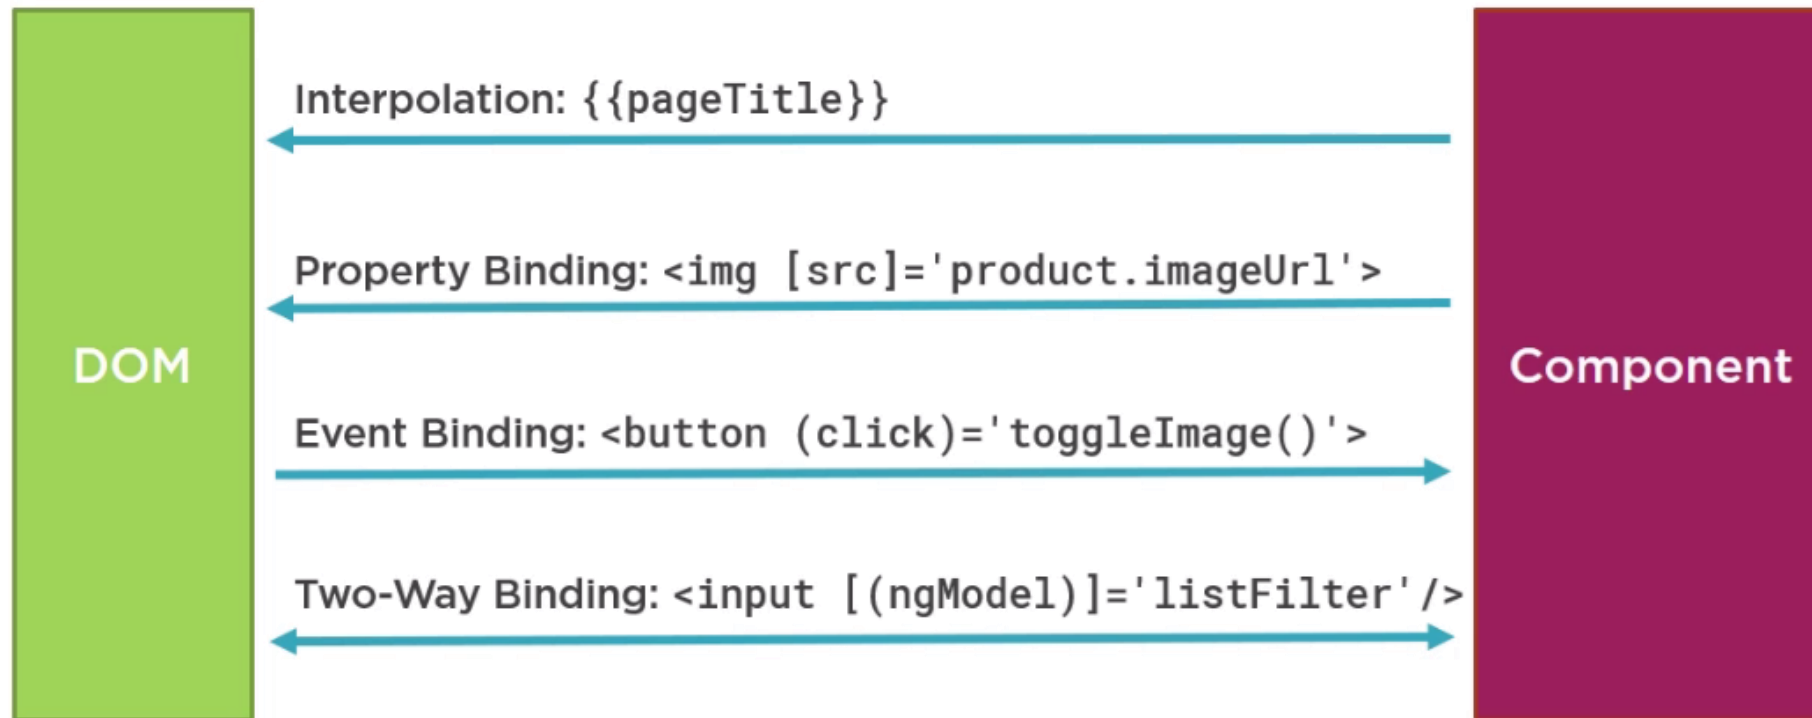 Interpolation: {{pageTitle}}
Property Binding: <img [src]='product.imageUrl'>
DOM
Component
Event Binding: <button (click)='toggleImage()'>
Two-Way Binding: <input [(ngModel)]='listFilter'/>